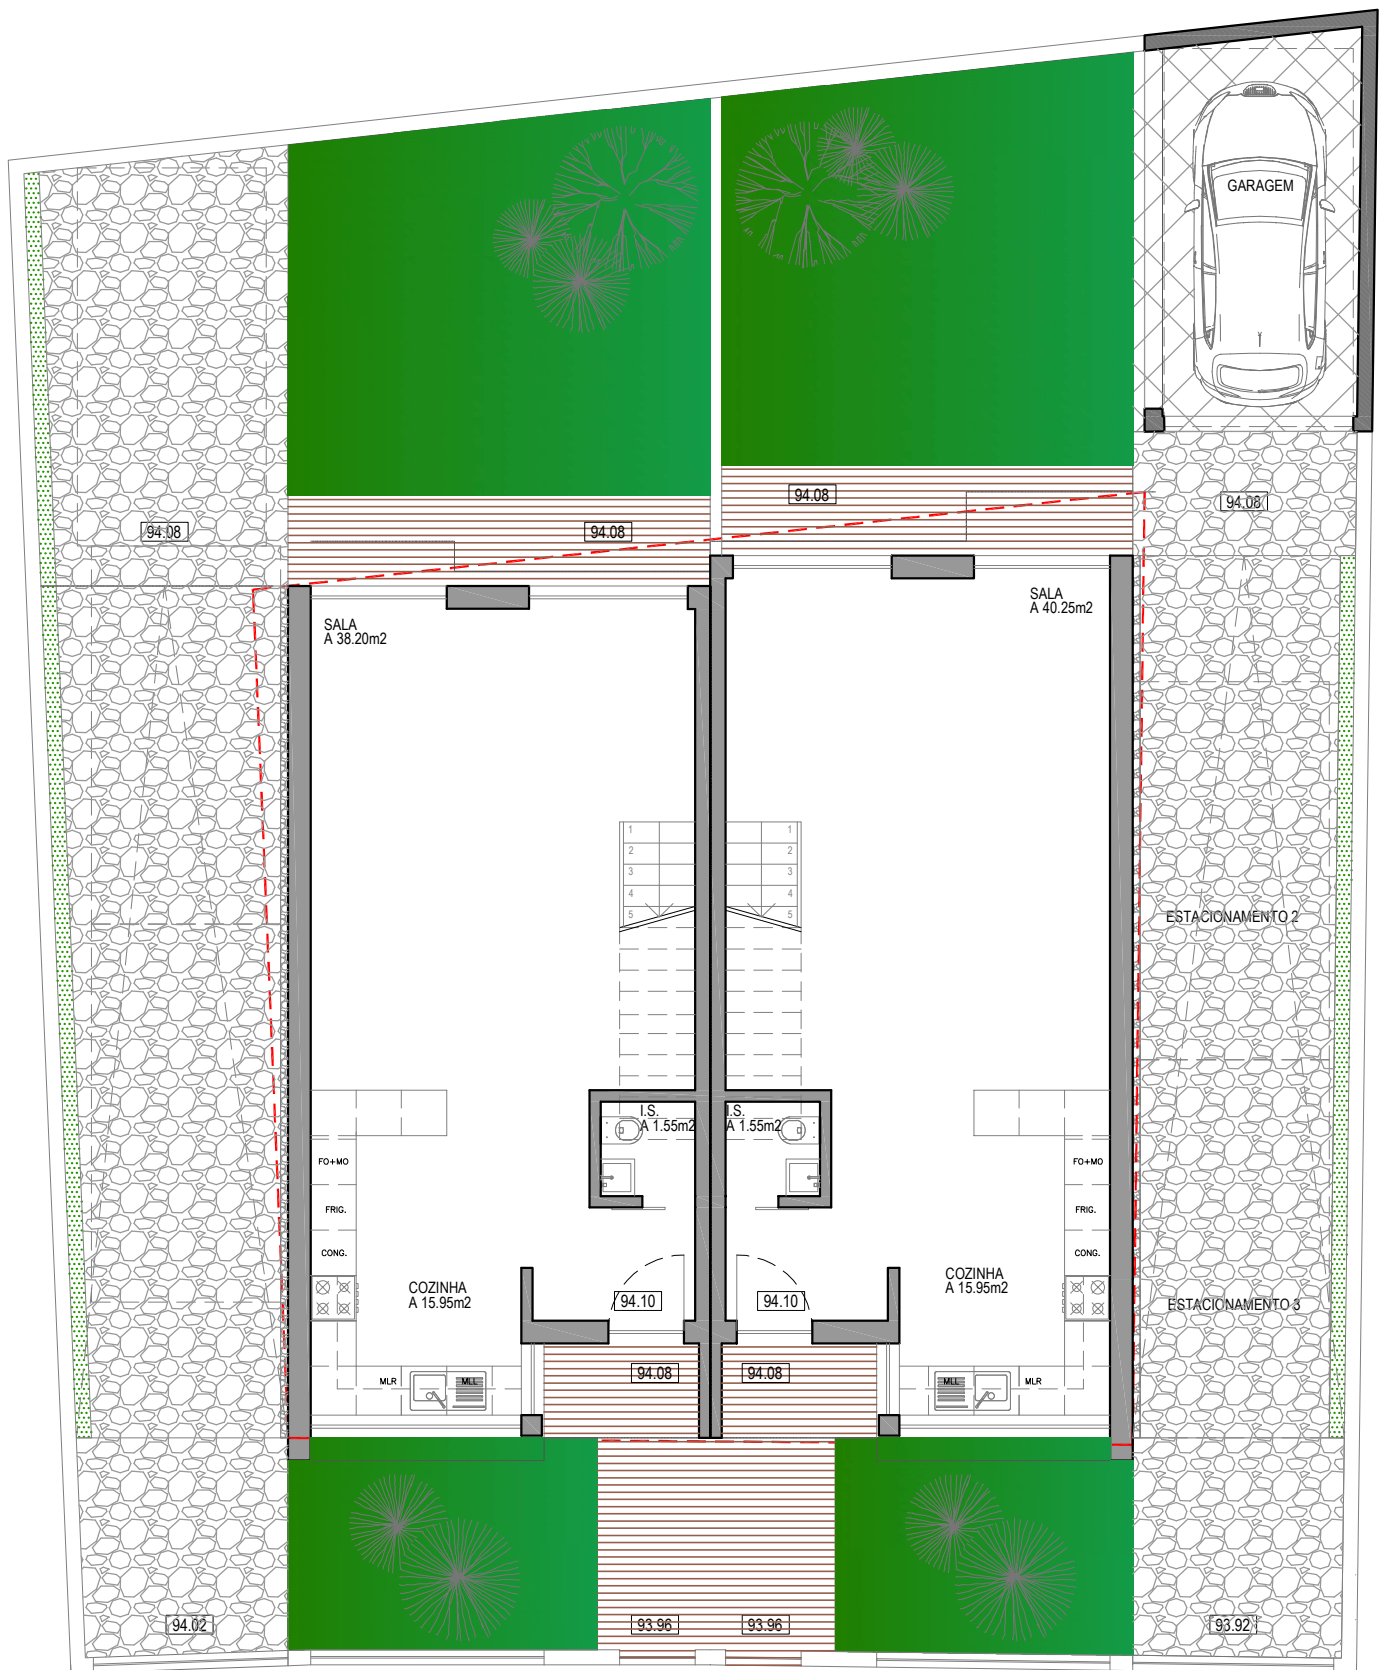 GARAGEM
94.08
94.08
94.08
94.08
SALA
A 38.20m2
SALA
A 40.25m2
1
2
3
4
5
1
2
3
4
5
ESTACIONAMENTO 2
I.S.
A 1.55m2
I.S.
A 1.55m2
FO+MO
FRIG.
CONG.
FO+MO
FRIG.
CONG.
COZINHA
A 15.95m2
COZINHA
A 15.95m2
94.10
94.10
ESTACIONAMENTO 3
94.08
94.08
MLR
MLL
MLL
MLR
94.02
93.96
93.96
93.92